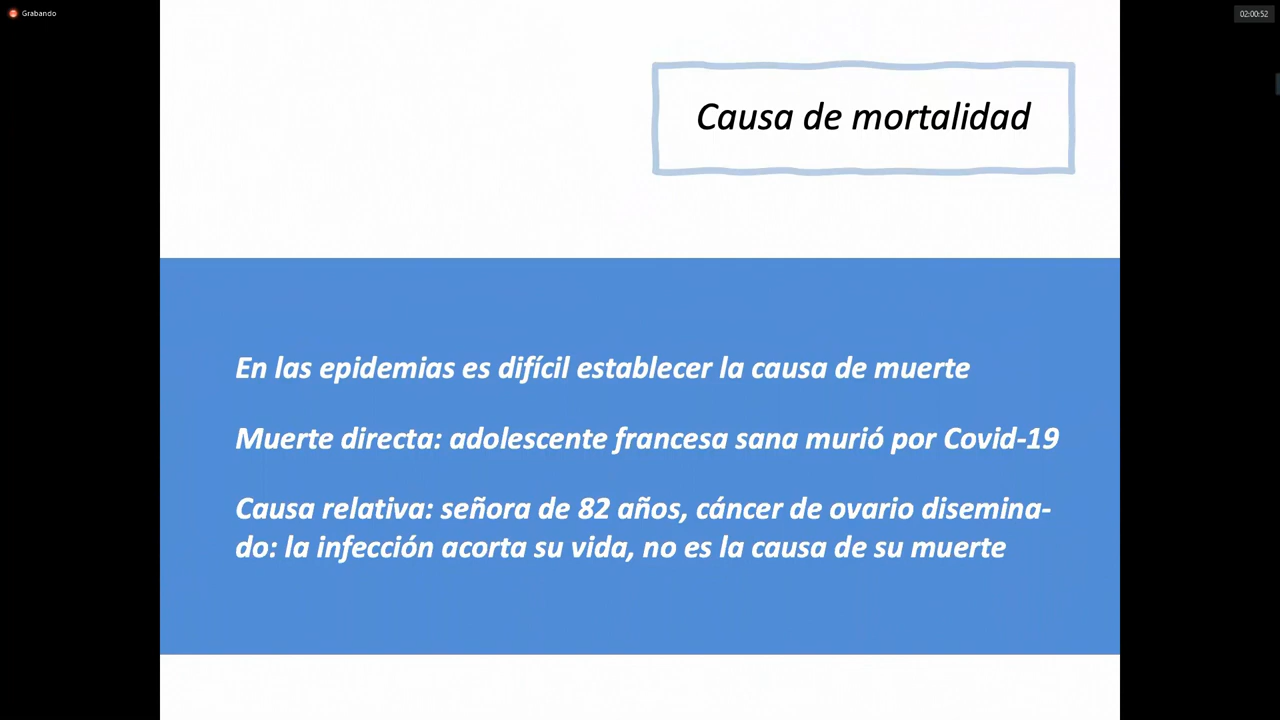 Grabando
02:00:52
Causa de mortalidad
En las epidemias es difícil establecer la causa de muerte
Muerte directa: adolescente francesa sana murió por Covid-19
Causa relativa: señora de 82 años, cáncer de ovario disemina-
do: la infección acorta su vida, no es la causa de su muerte